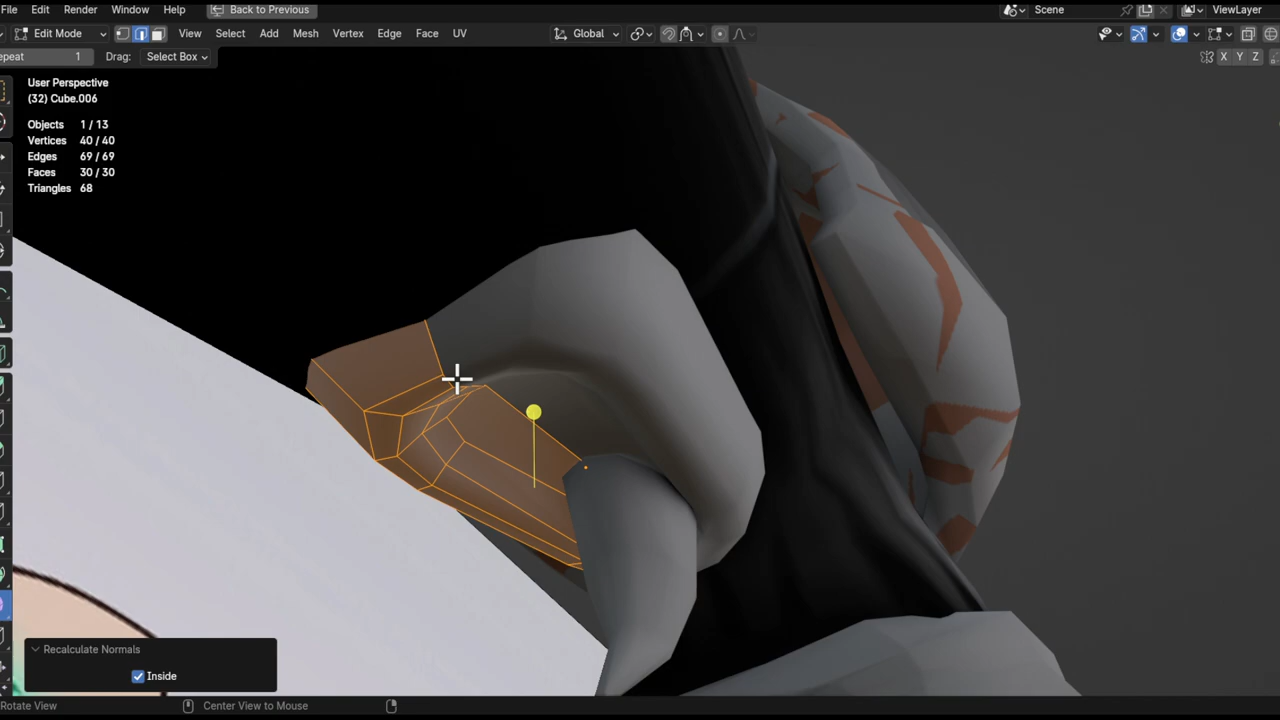 File Edit Render Window Help Back to Previous Scene ViewLayer
Edit Mode View Select Add Mesh Vertex Edge Face UV Global
epeat 1 Drag: Select Box X Y Z
User Perspective
(32) Cube.006
Objects 1 / 13
Vertices 40 / 40
Edges 69 / 69
Faces 30 / 30
Triangles 68
Recalculate Normals
Inside
Rotate View Center View to Mouse